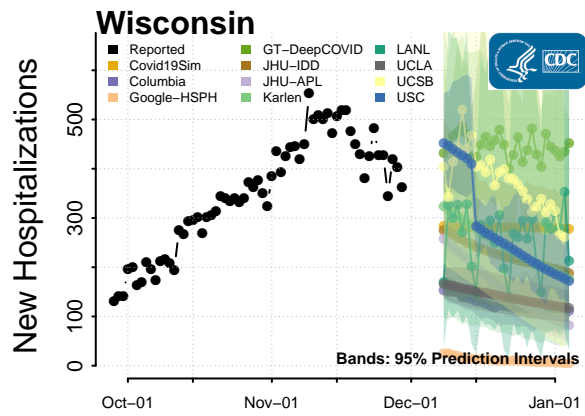 Wisconsin
Reported
Covid19Sim
Columbia
Google−HSPH
GT−DeepCOVID
JHU−IDD
JHU−APL
Karlen
LANL
UCLA
UCSB
USC
CDC
New Hospitalizations
500
300
100
0
Bands: 95% Prediction Intervals
Oct−01
Nov−01
Dec−01
Jan−01